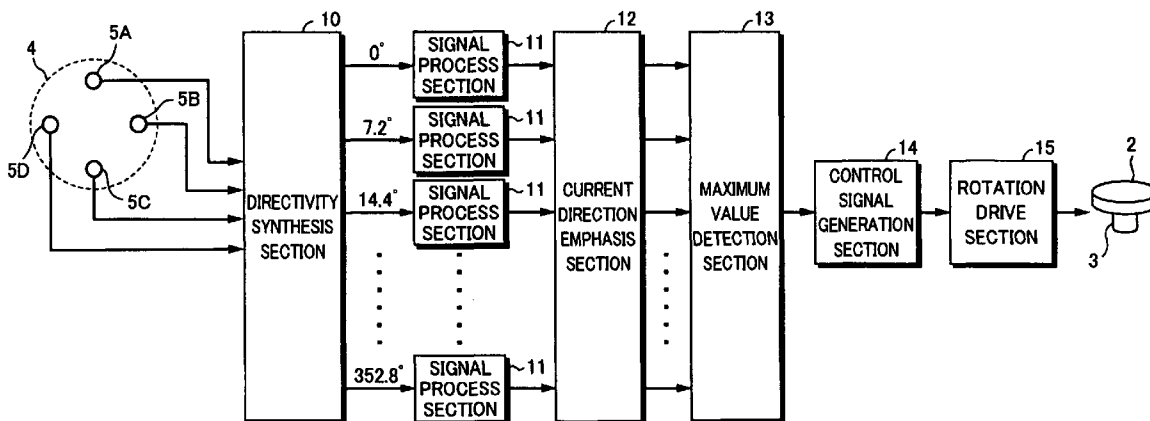 10
12
13
4
5A
5B
5D
5C
DIRECTIVITY
SYNTHESIS
SECTION
0°
SIGNAL
PROCESS
SECTION
11
7.2°
SIGNAL
PROCESS
SECTION
11
14.4°
SIGNAL
PROCESS
SECTION
11
352.8°
SIGNAL
PROCESS
SECTION
11
CURRENT
DIRECTION
EMPHASIS
SECTION
MAXIMUM
VALUE
DETECTION
SECTION
14
CONTROL
SIGNAL
GENERATION
SECTION
15
ROTATION
DRIVE
SECTION
2
3